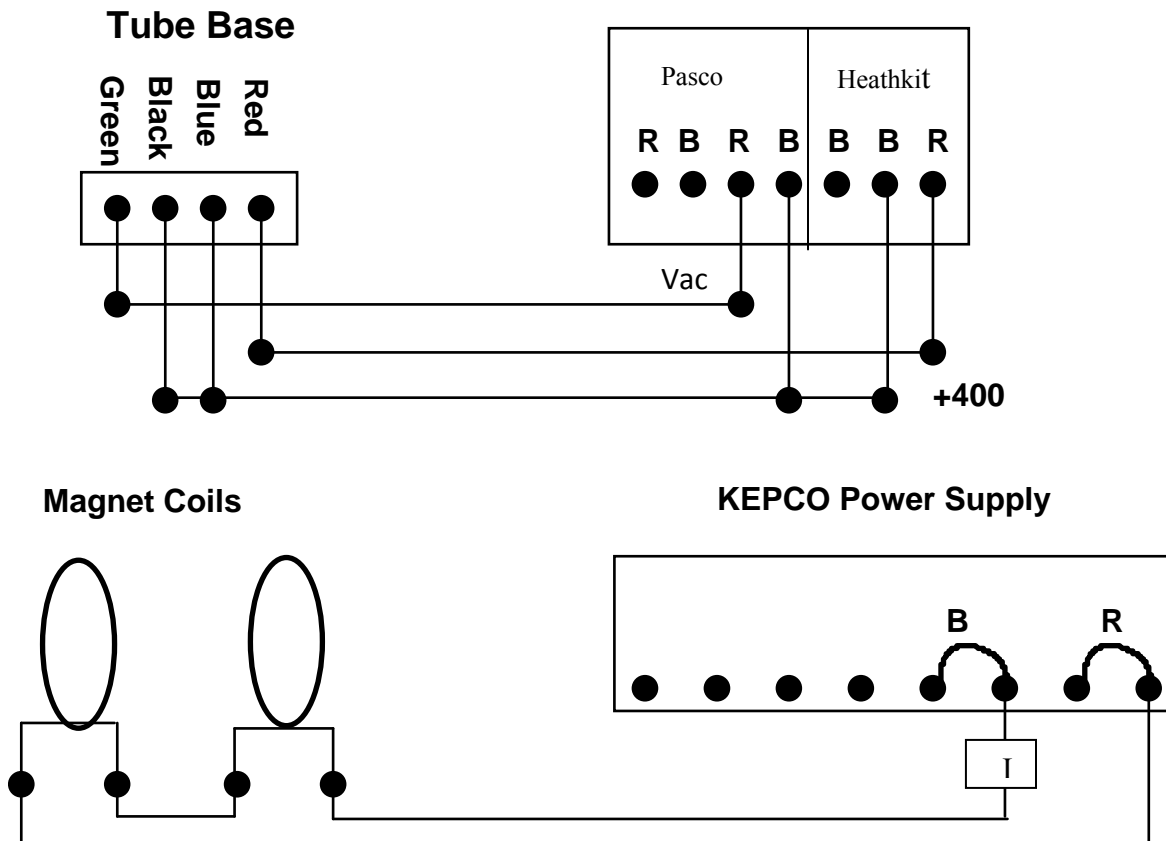 Tube Base
Green
Black
Blue
Red
Pasco
Heathkit
R B R B B B R
Vac
+400
Magnet Coils
KEPCO Power Supply
B R
I